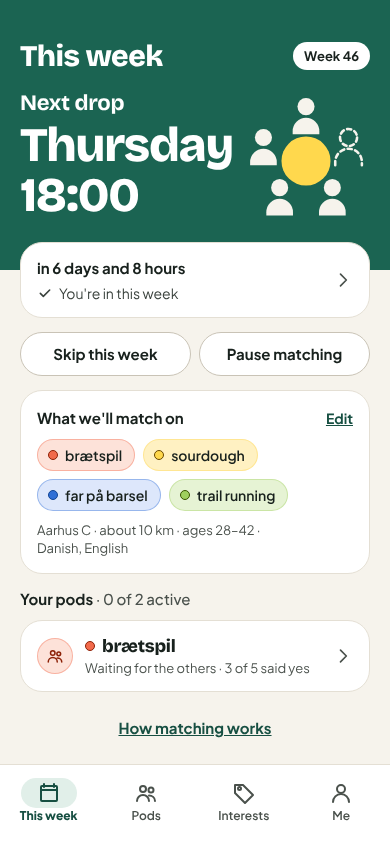 This week
Week 46
Next drop
Thursday
18:00
in 6 days and 8 hours
You're in this week
Skip this week
Pause matching
What we'll match on
Edit
brætspil
sourdough
far på barsel
trail running
Aarhus C · about 10 km · ages 28–42 ·
Danish, English
Your pods · 0 of 2 active
brætspil
Waiting for the others · 3 of 5 said yes
How matching works
This week
Pods
Interests
Me